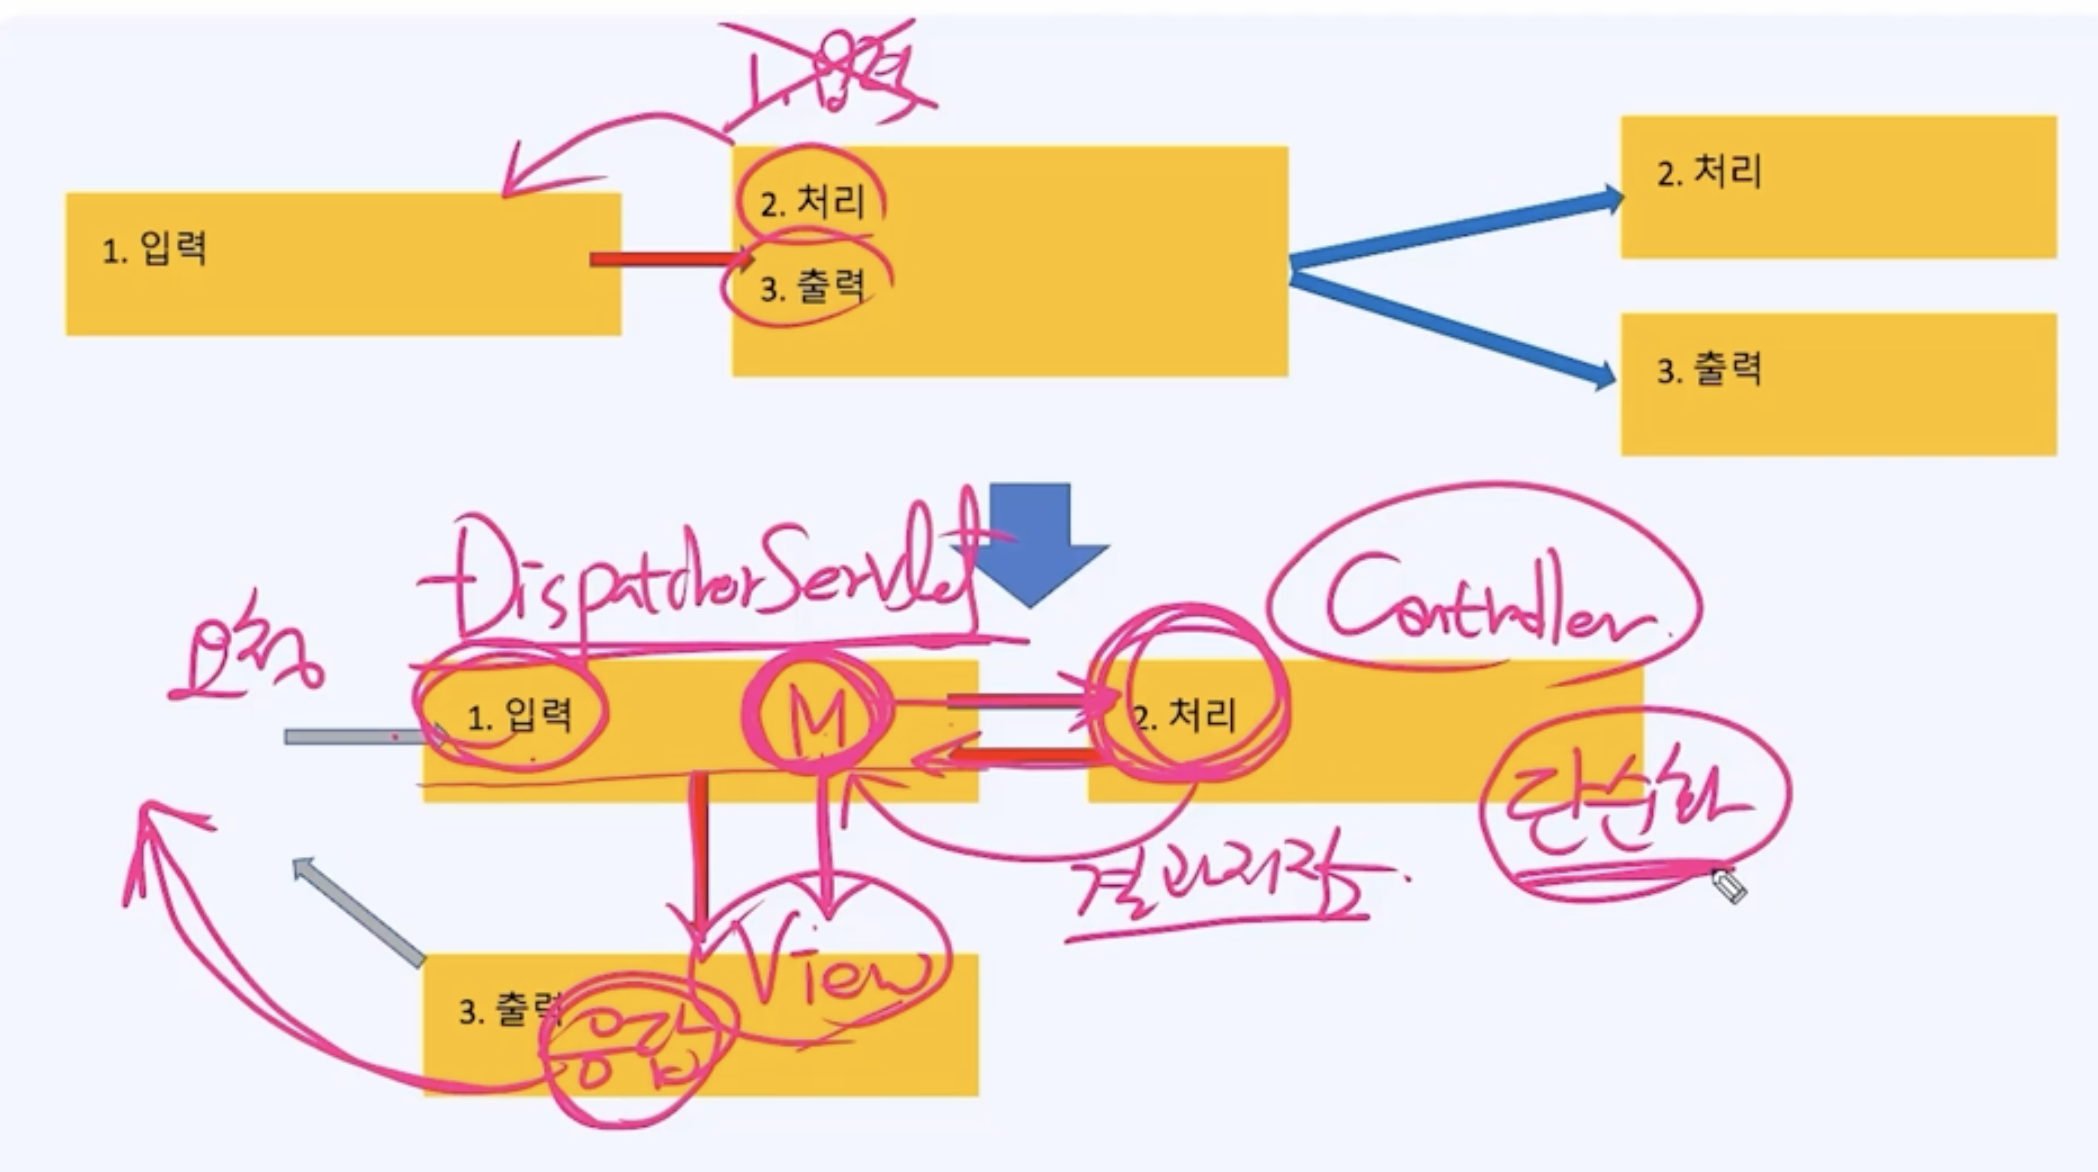 1. 입력
1. 입력
2. 처리
3. 출력
2. 처리
3. 출력
DispatcherServlet
Controller
요청
1. 입력
M
2. 처리
단순화
결과저장.
View
3. 출력
응답